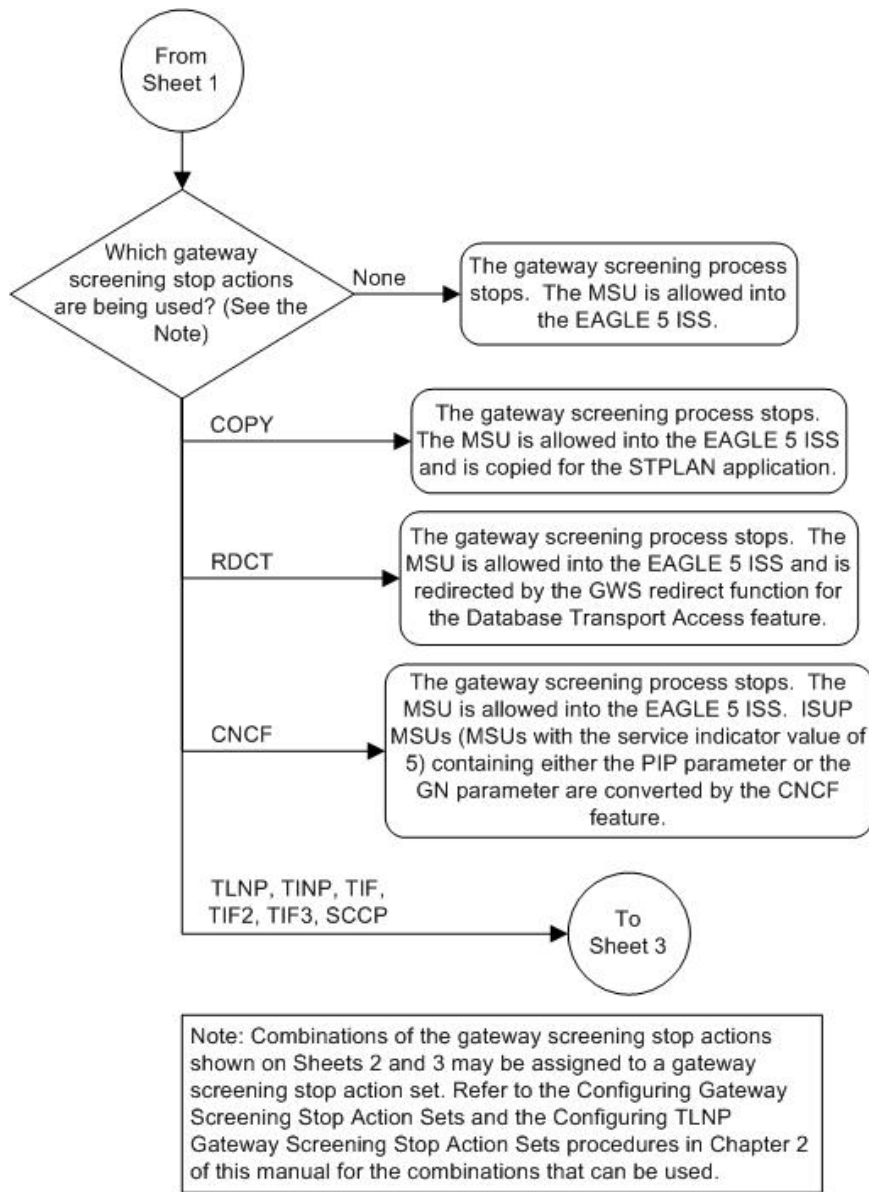 From
Sheet 1
Which gateway
screening stop actions
are being used? (See the
Note)
None
The gateway screening process
stops.  The MSU is allowed into
the EAGLE 5 ISS.
COPY
The gateway screening process stops.
The MSU is allowed into the EAGLE 5 ISS
and is copied for the STPLAN application.
RDCT
The gateway screening process stops.  The
MSU is allowed into the EAGLE 5 ISS and is
redirected by the GWS redirect function for
the Database Transport Access feature.
CNCF
The gateway screening process stops.  The
MSU is allowed into the EAGLE 5 ISS.  ISUP
MSUs (MSUs with the service indicator value of
5) containing either the PIP parameter or the
GN parameter are converted by the CNCF
feature.
TLNP, TINP, TIF,
TIF2, TIF3, SCCP
To
Sheet 3
Note: Combinations of the gateway screening stop actions
shown on Sheets 2 and 3 may be assigned to a gateway
screening stop action set. Refer to the Configuring Gateway
Screening Stop Action Sets and the Configuring TLNP
Gateway Screening Stop Action Sets procedures in Chapter 2
of this manual for the combinations that can be used.